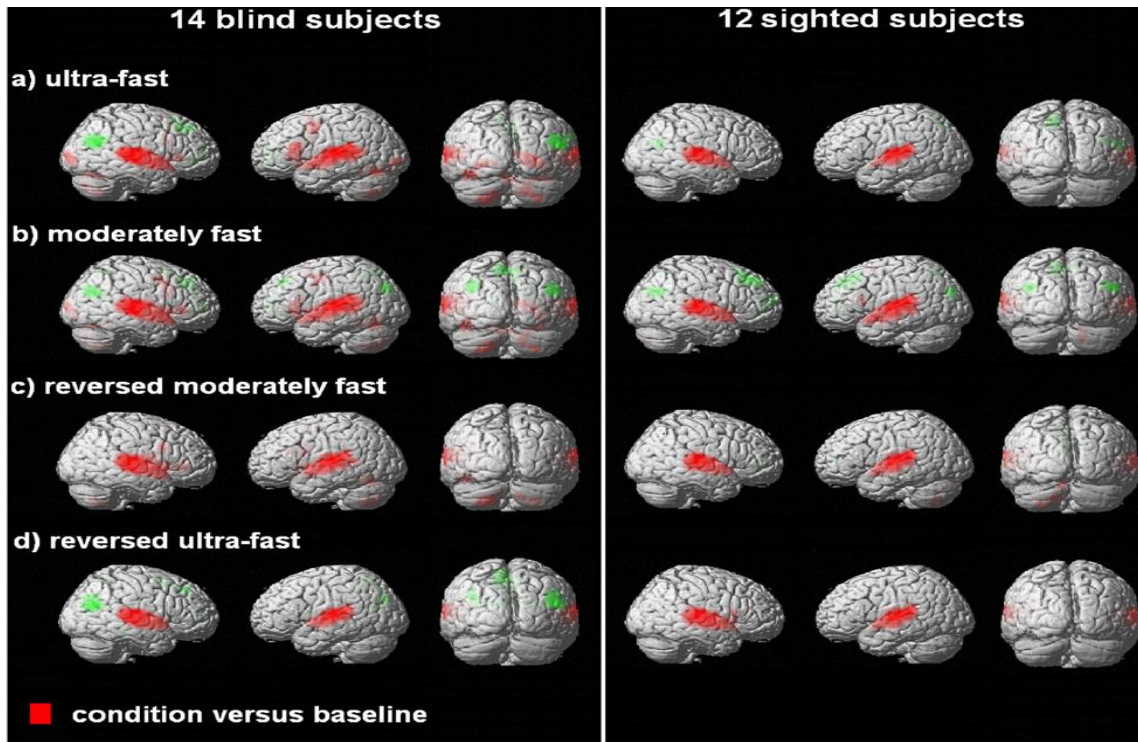 14 blind subjects
12 sighted subjects
a) ultra-fast
b) moderately fast
c) reversed moderately fast
d) reversed ultra-fast
condition versus baseline